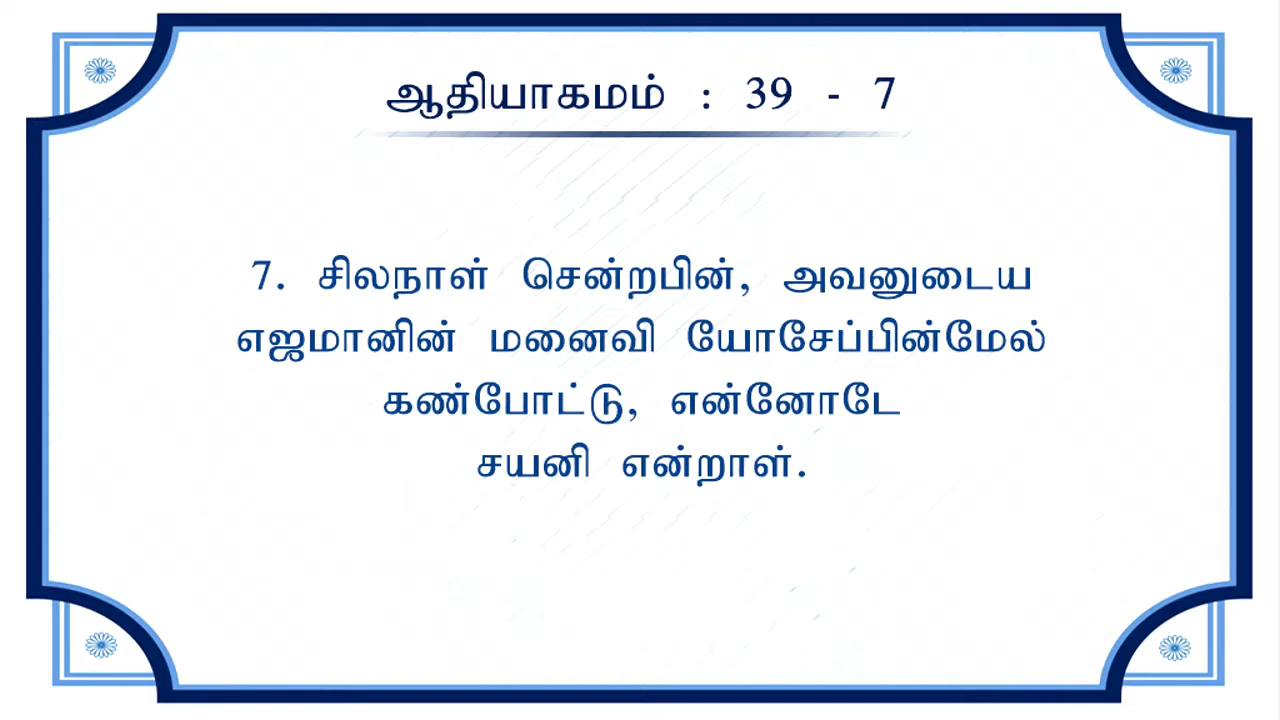 ஆதியாகமம் : 39 - 7
7. சிலநாள் சென்றபின், அவனுடைய
எஜமானின் மனைவி யோசேப்பின்மேல்
கண்போட்டு, என்னோடே
சயனி என்றாள்.